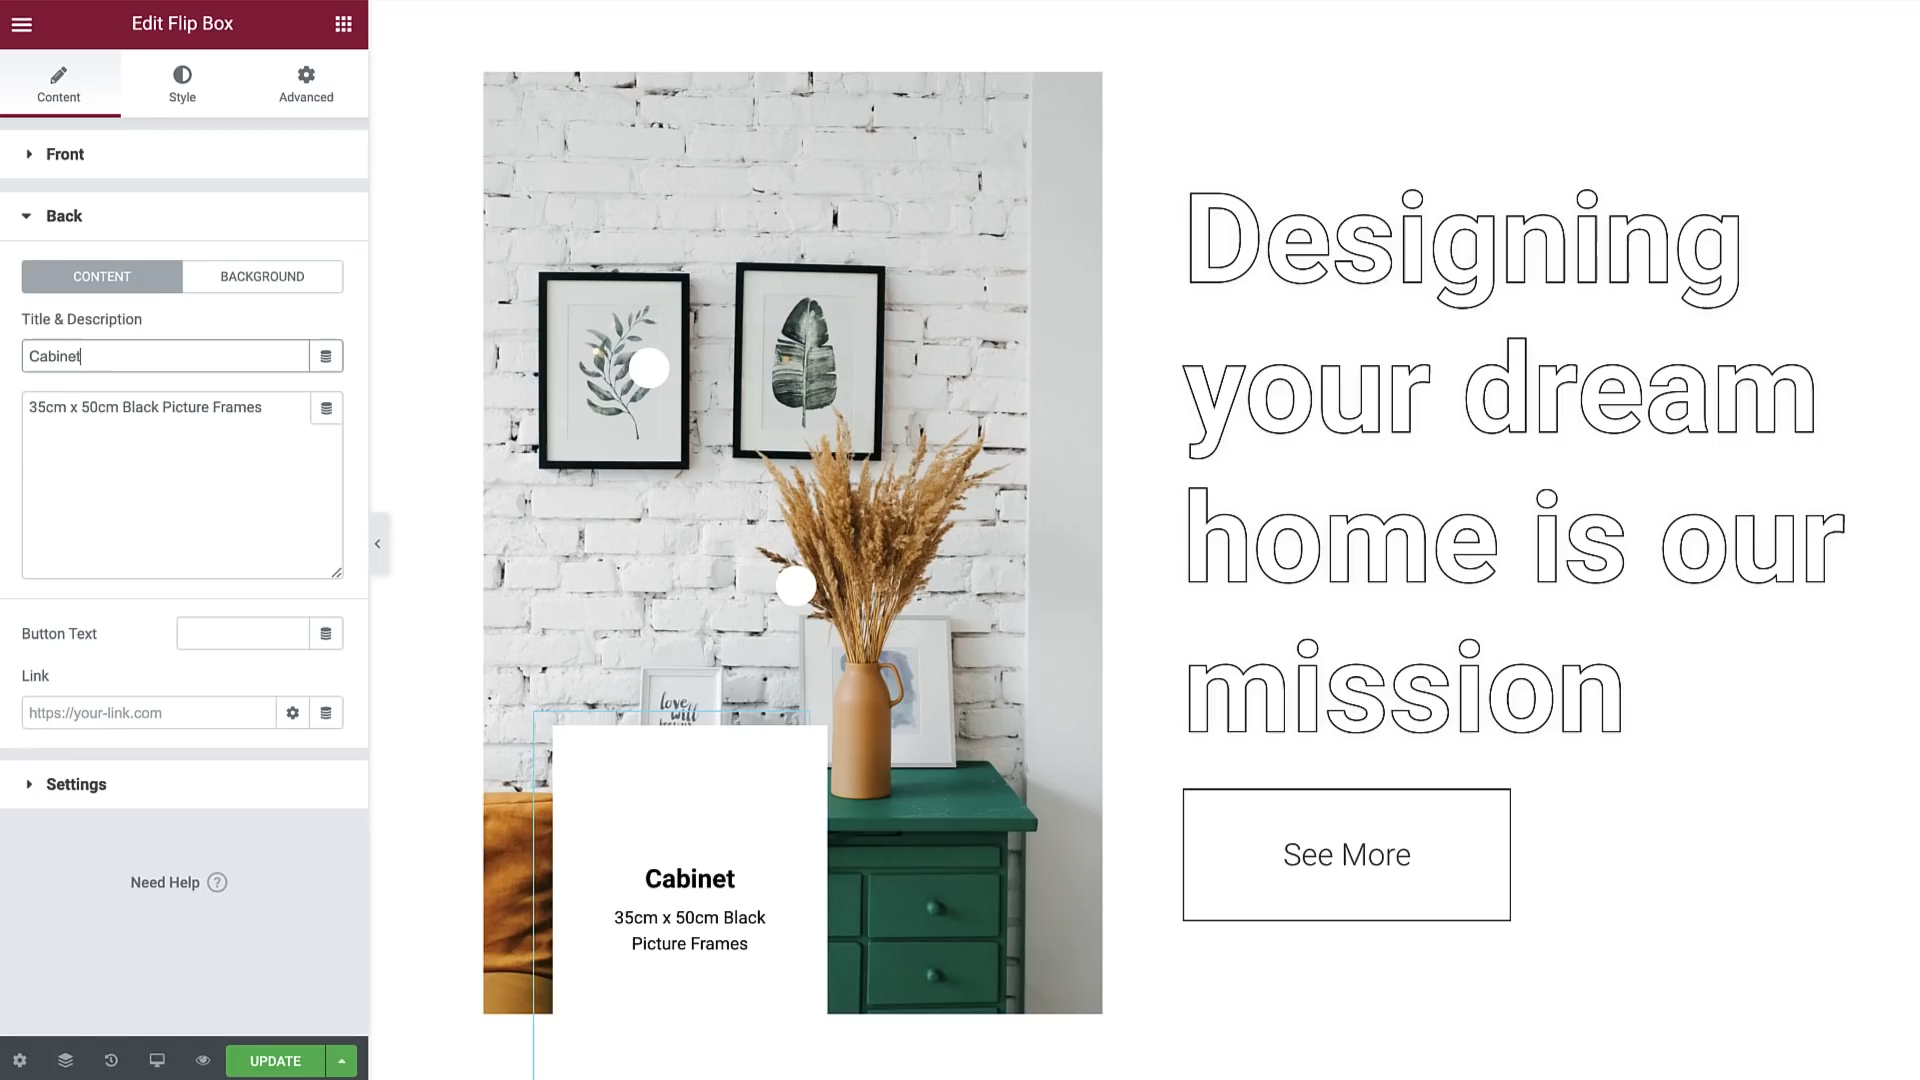 Edit Flip Box
Content
Style
Advanced
Front
Back
CONTENT
BACKGROUND
Title & Description
Cabinet
35cm x 50cm Black Picture Frames
Button Text
Link
https://your-link.com
Settings
Need Help ?
UPDATE
love
will
Cabinet
35cm x 50cm Black
Picture Frames
Designing
your dream
home is our
mission
See More